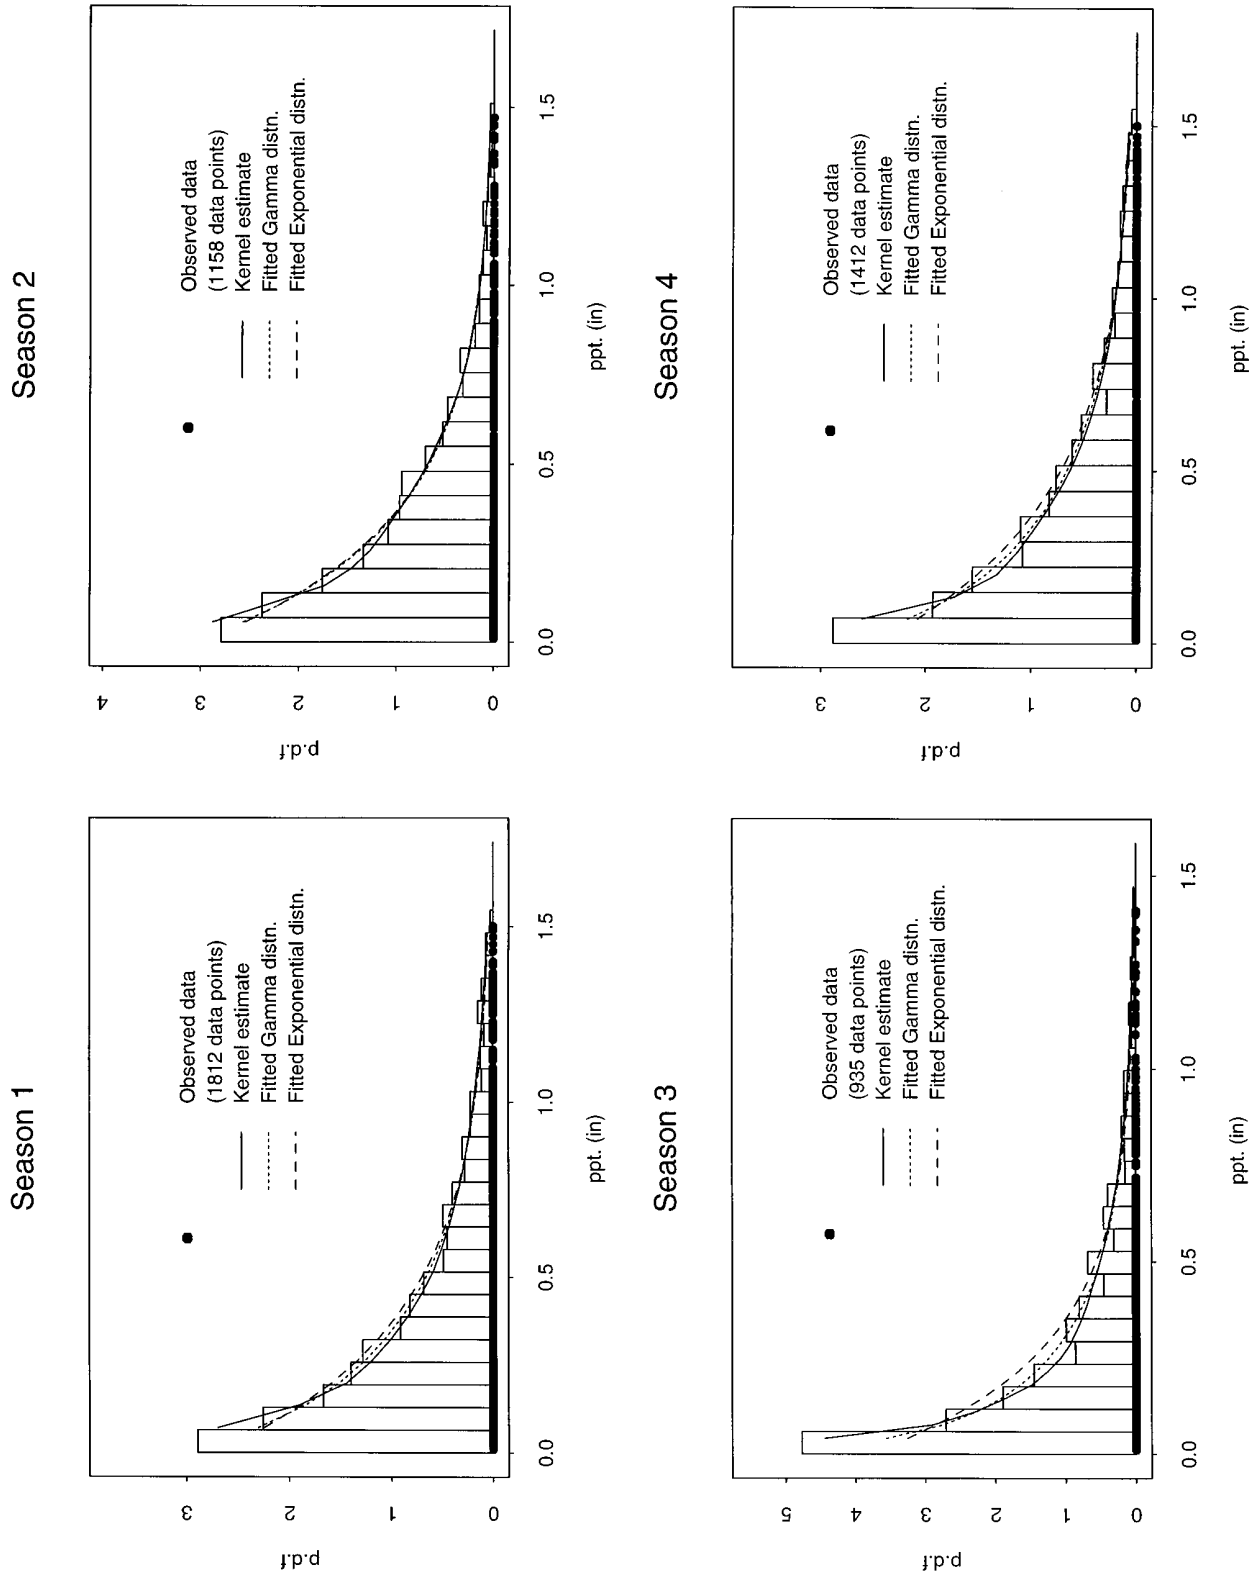 Season 1
3
2
1
0
p.d.f
Observed data
(1812 data points)
Kernel estimate
Fitted Gamma distn.
Fitted Exponential distn.
0.0
0.5
1.0
1.5
ppt. (in)
Season 2
4
3
2
1
0
p.d.f
Observed data
(1158 data points)
Kernel estimate
Fitted Gamma distn.
Fitted Exponential distn.
0.0
0.5
1.0
1.5
ppt. (in)
Season 3
5
4
3
2
1
0
p.d.f
Observed data
(935 data points)
Kernel estimate
Fitted Gamma distn.
Fitted Exponential distn.
0.0
0.5
1.0
1.5
ppt. (in)
Season 4
3
2
1
0
p.d.f
Observed data
(1412 data points)
Kernel estimate
Fitted Gamma distn.
Fitted Exponential distn.
0.0
0.5
1.0
1.5
ppt. (in)